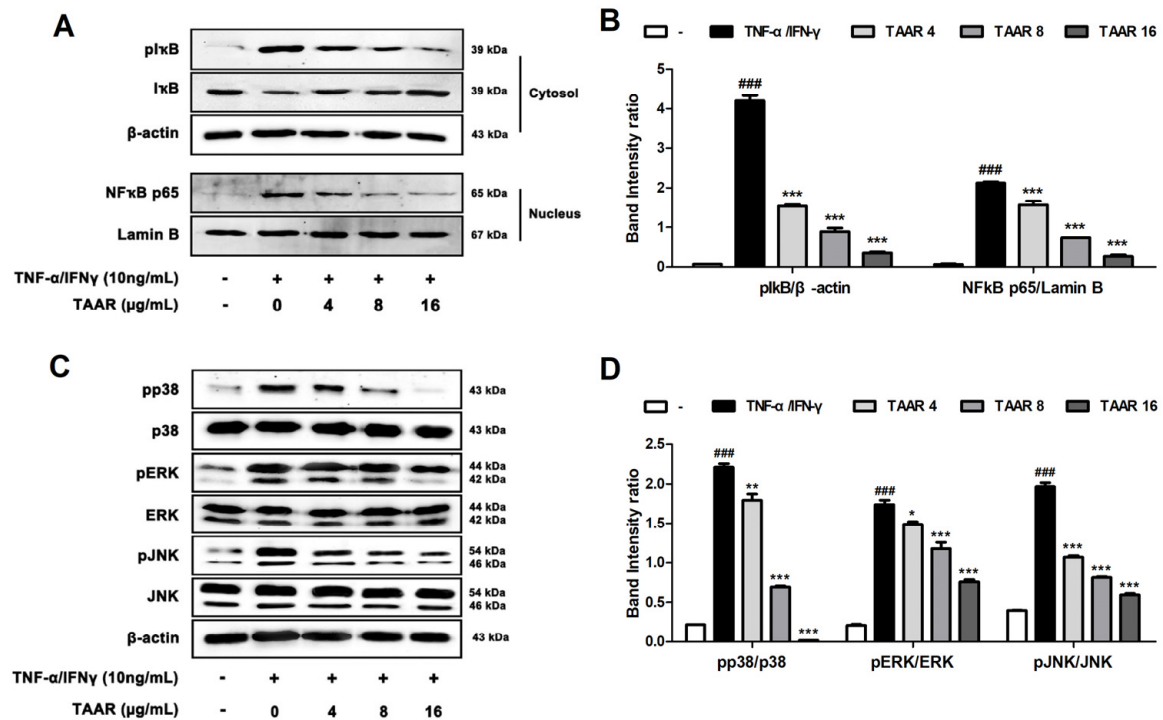 A
pIκB 39 kDa
IκB 39 kDa
Cytosol
β-actin 43 kDa
NFκB p65 65 kDa
Nucleus
Lamin B 67 kDa
TNF-α/IFNγ (10ng/mL) - + + + +
TAAR (μg/mL) - 0 4 8 16
B
- TNF-α /IFN-γ TAAR 4 TAAR 8 TAAR 16
Band Intensity ratio
5
4
3
2
1
0
### *** *** ***
### *** *** ***
pIkB/β -actin NFkB p65/Lamin B
C
pp38 43 kDa
p38 43 kDa
pERK 44 kDa
42 kDa
ERK 44 kDa
42 kDa
pJNK 54 kDa
46 kDa
JNK 54 kDa
46 kDa
β-actin 43 kDa
TNF-α/IFNγ (10ng/mL) - + + + +
TAAR (μg/mL) - 0 4 8 16
D
- TNF-α /IFN-γ TAAR 4 TAAR 8 TAAR 16
Band Intensity ratio
2.5
2.0
1.5
1.0
0.5
0.0
### ** *** ***
### * *** ***
### *** *** ***
pp38/p38 pERK/ERK pJNK/JNK